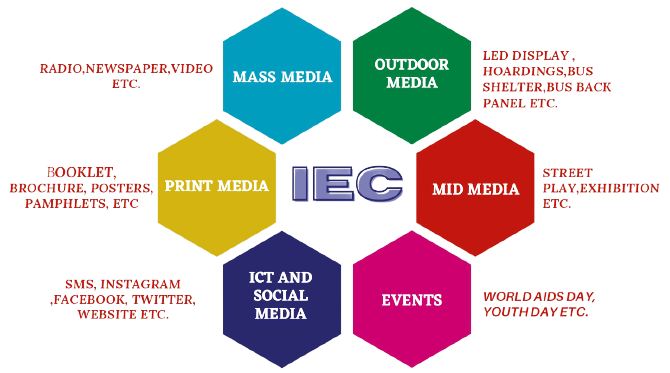 RADIO,NEWSPAPER,VIDEO
ETC.
MASS MEDIA
OUTDOOR
MEDIA
LED DISPLAY ,
HOARDINGS,BUS
SHELTER,BUS BACK
PANEL ETC.
BOOKLET,
BROCHURE, POSTERS,
PAMPHLETS, ETC
PRINT MEDIA
IEC
MID MEDIA
STREET
PLAY,EXHIBITION
ETC.
SMS, INSTAGRAM
,FACEBOOK, TWITTER,
WEBSITE ETC.
ICT AND
SOCIAL
MEDIA
EVENTS
WORLD AIDS DAY,
YOUTH DAY ETC.